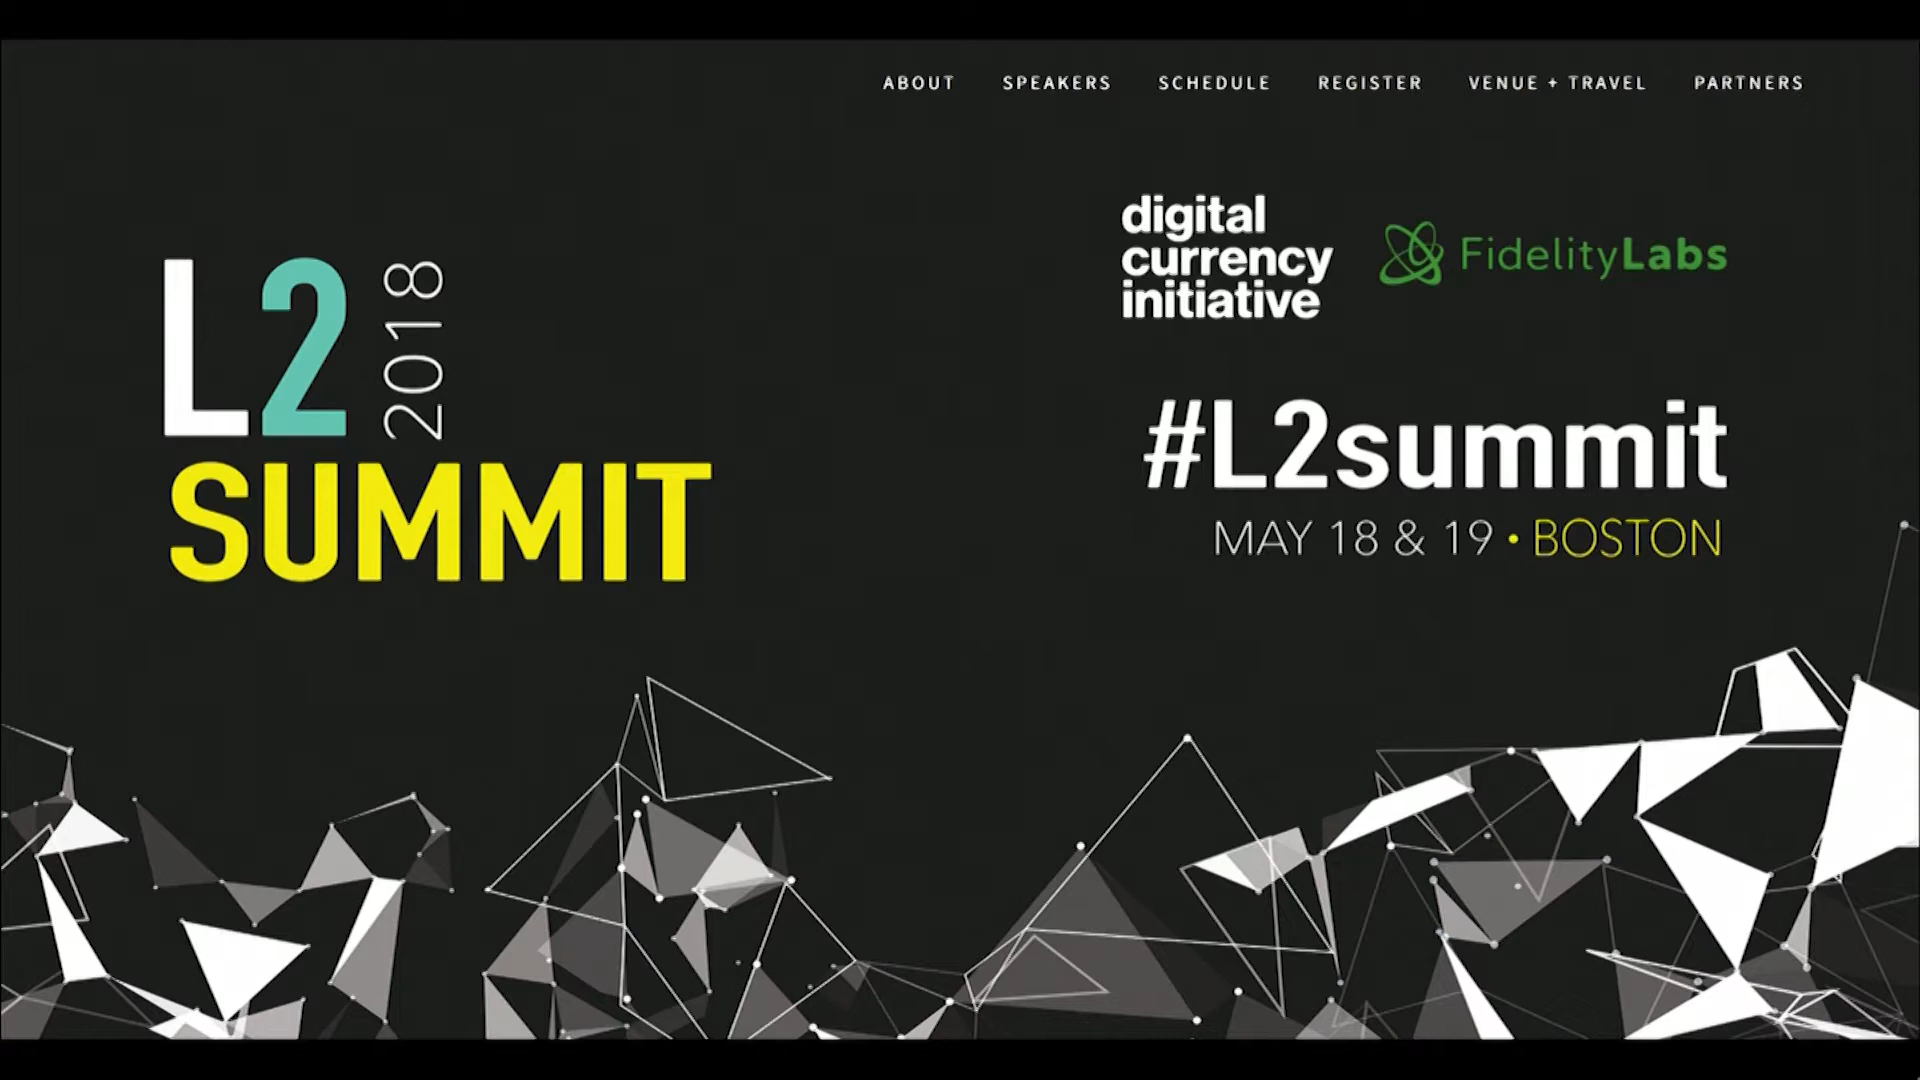 ABOUT SPEAKERS SCHEDULE REGISTER VENUE + TRAVEL PARTNERS
L2 2018
SUMMIT
digital
currency
initiative
FidelityLabs
#L2summit
MAY 18 & 19 • BOSTON